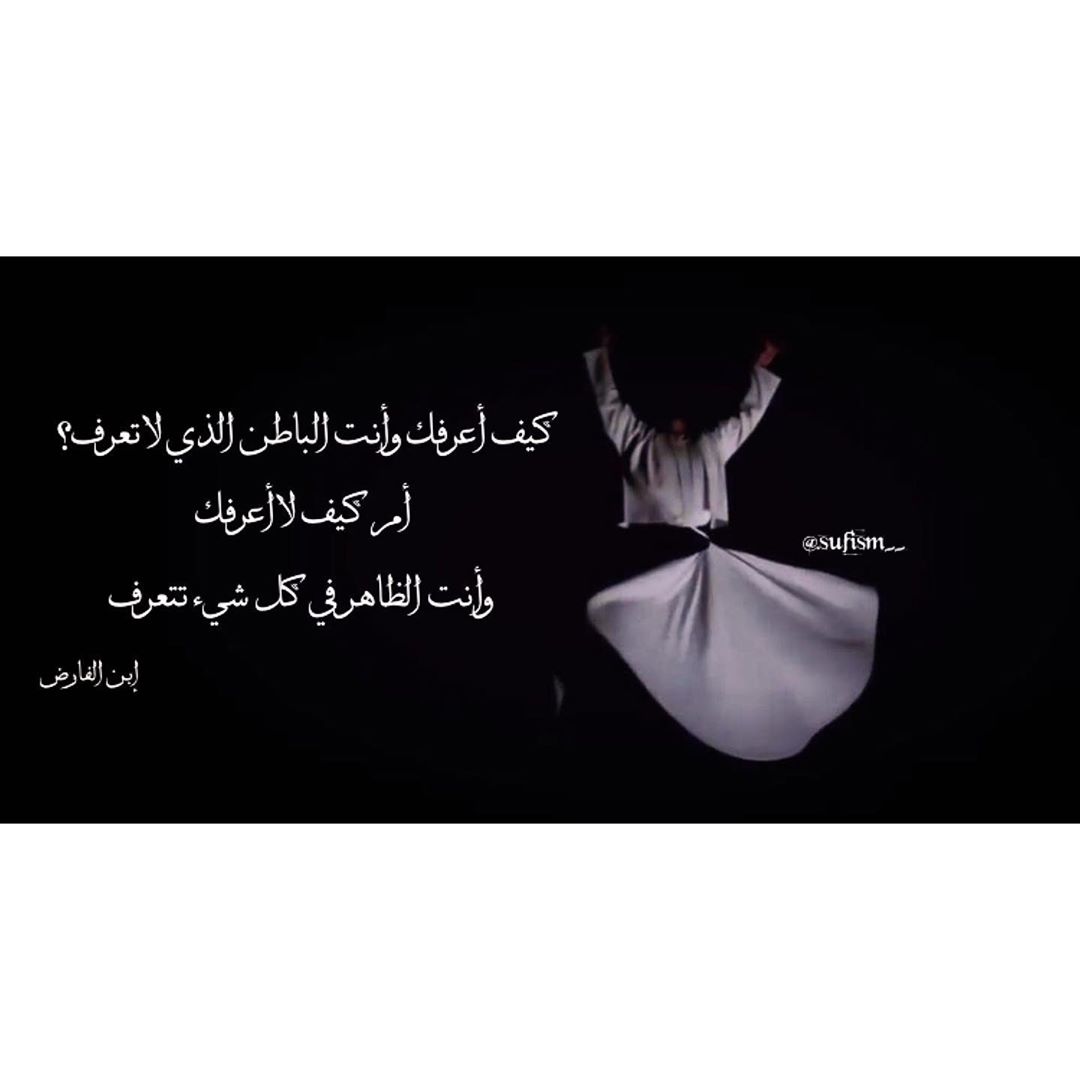 كيف أعرفك وأنت الباطن الذي لا تعرف؟
أم كيف لا أعرفك
وأنت الظاهر في كل شيء تتعرف
إبن الفارض
@sufism__